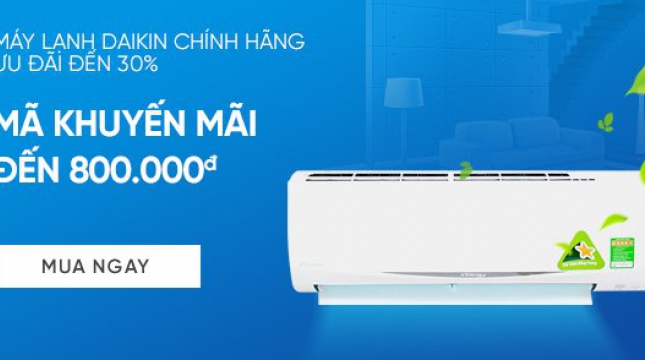 MÁY LẠNH DAIKIN CHÍNH HÃNG
ƯU ĐÃI ĐẾN 30%
MÃ KHUYẾN MÃI
ĐẾN 800.000đ
MUA NGAY